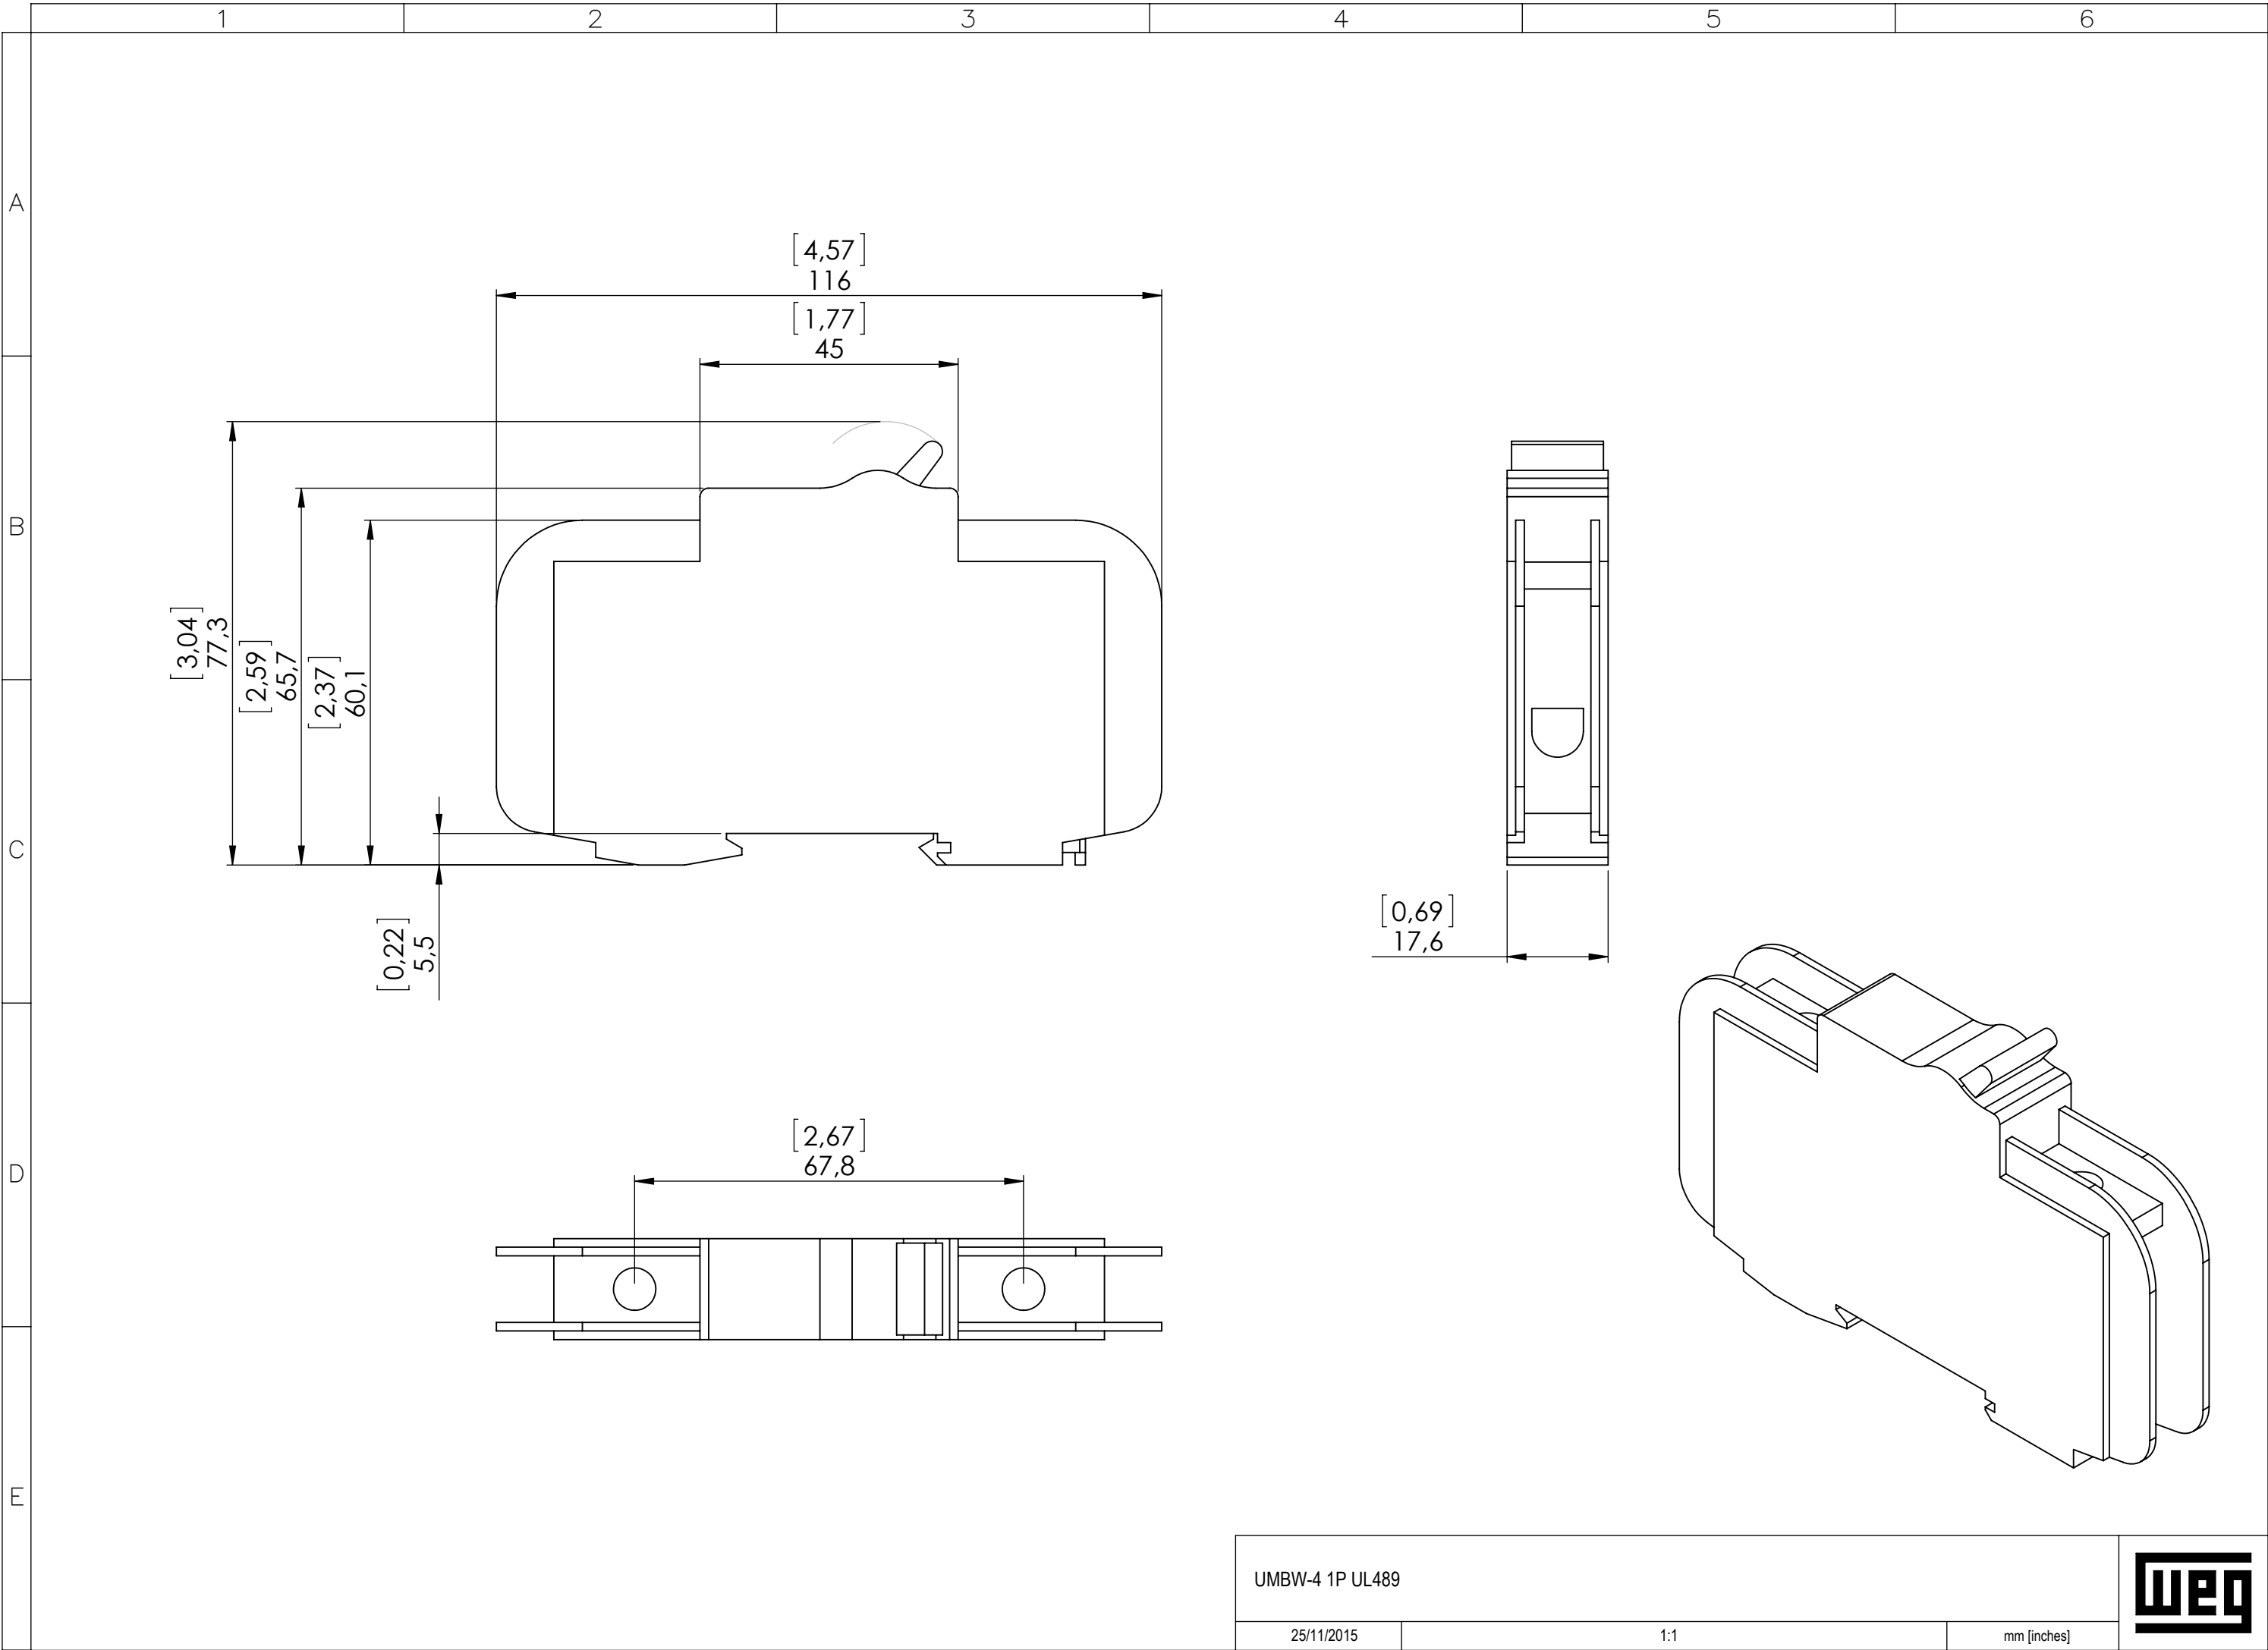 1 2 3 4 5 6
A
B
C
D
E
[4,57]
116
[1,77]
45
[3,04]
77,3
[2,59]
65,7
[2,37]
60,1
[0,22]
5,5
[0,69]
17,6
[2,67]
67,8
UMBW-4 1P UL489
25/11/2015 1:1 mm [inches]
weg